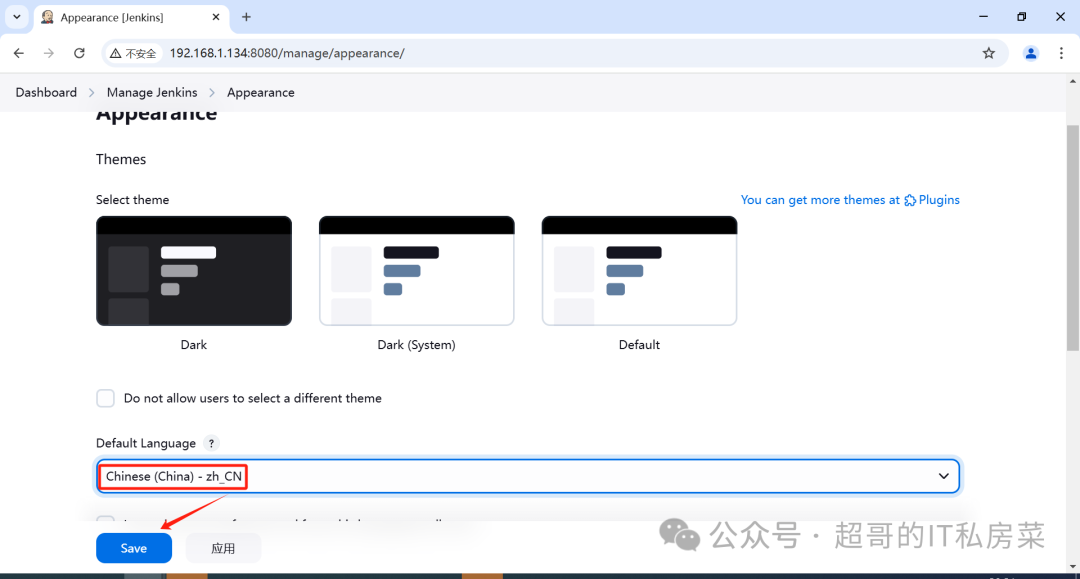 Appearance [Jenkins]
不安全 192.168.1.134:8080/manage/appearance/
Dashboard Manage Jenkins Appearance
Appearance
Themes
Select theme
You can get more themes at Plugins
Dark
Dark (System)
Default
Do not allow users to select a different theme
Default Language ?
Chinese (China) - zh_CN
Save
应用
公众号 · 超哥的IT私房菜